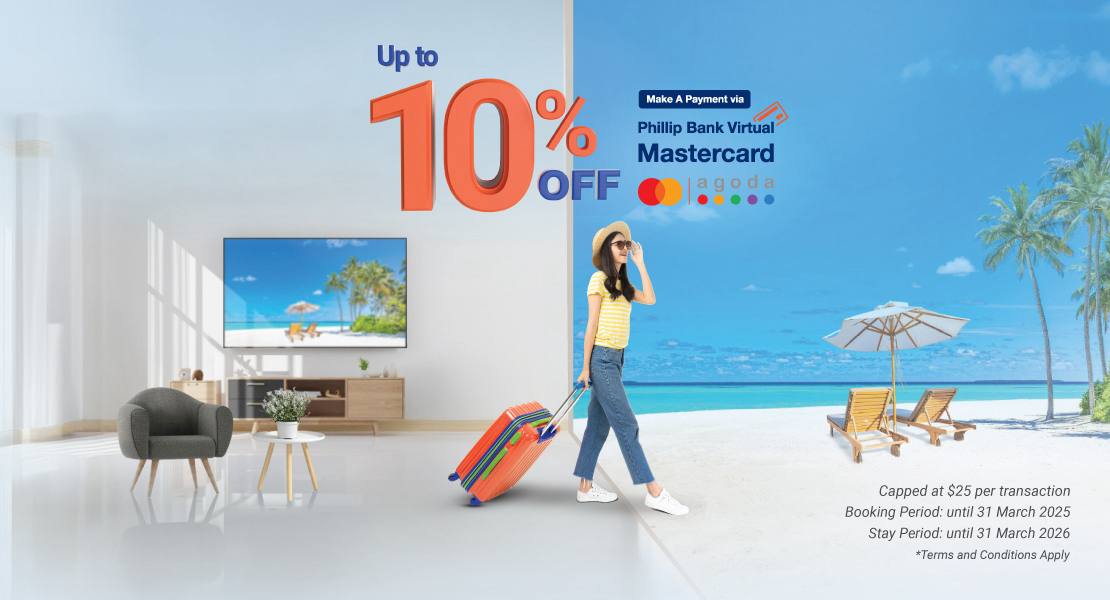 Up to
10%
OFF
Make A Payment via
Phillip Bank Virtual
Mastercard
agoda
Capped at $25 per transaction
Booking Period: until 31 March 2025
Stay Period: until 31 March 2026
*Terms and Conditions Apply